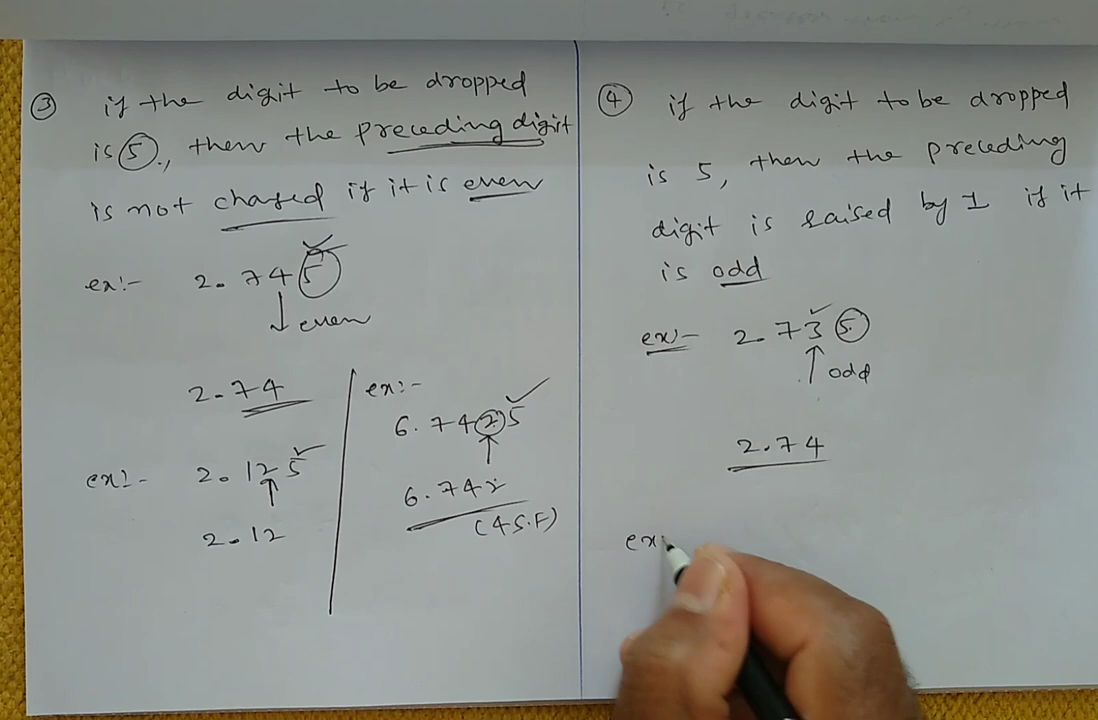 ③ if the digit to be dropped
is 5, then the preceding digit
is not chaged if it is even
ex:- 2.745
even
2.74
ex:- 2.125
2.12
ex:-
6.7425
6.742
(4 S.F)
④ if the digit to be dropped
is 5, then the preceding
digit is raised by 1 if it
is odd
ex:- 2.735
odd
2.74
ex: